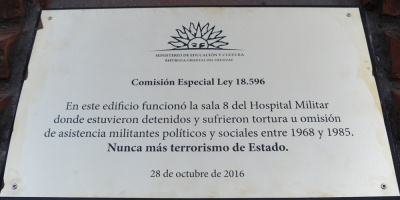 MINISTERIO DE EDUCACIÓN Y CULTURA
REPÚBLICA ORIENTAL DEL URUGUAY
Comisión Especial Ley 18.596
En este edificio funcionó la sala 8 del Hospital Militar
donde estuvieron detenidos y sufrieron tortura u omisión
de asistencia militantes políticos y sociales entre 1968 y 1985.
Nunca más terrorismo de Estado.
28 de octubre de 2016